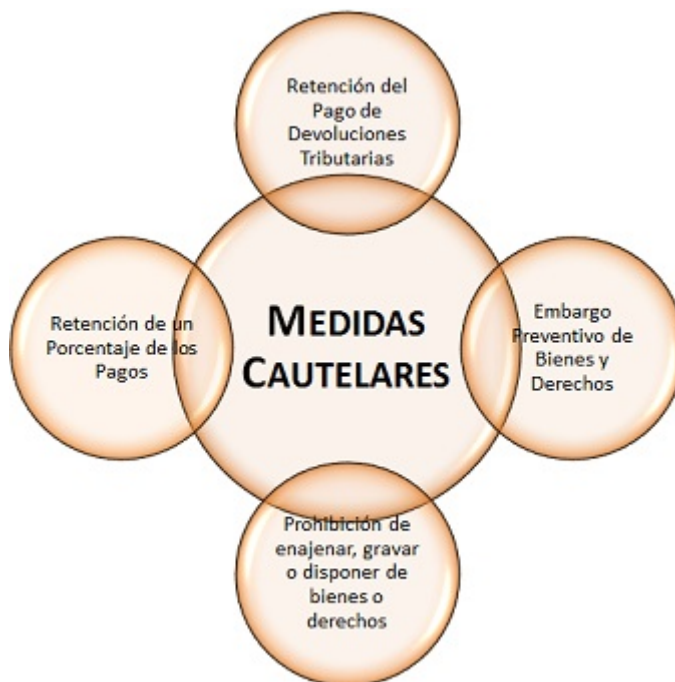 Retención del
Pago de
Devoluciones
Tributarias
Retención de un
Porcentaje de los
Pagos
MEDIDAS
CAUTELARES
Embargo
Preventivo de
Bienes y
Derechos
Prohibición de
enajenar, gravar
o disponer de
bienes o
derechos